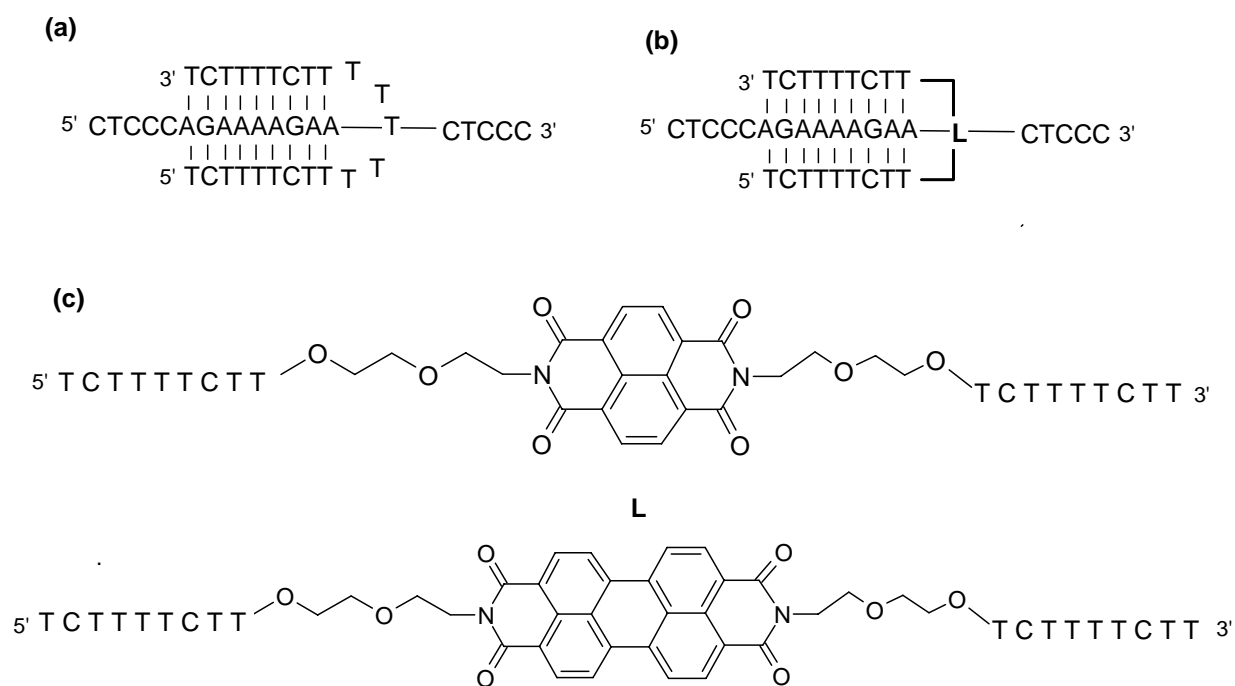 (a)
3' TCTTTTCTT T
T
5' CTCCCAGAAAAGAA T CTCCC 3'
5' TCTTTTCTT T T
(b)
3' TCTTTTCTT
5' CTCCCAGAAAAGAA L CTCCC 3'
5' TCTTTTCTT
(c)
O O
5' T C T T T T C T T O O N N O O T C T T T T C T T 3'
O O
L
O O
5' T C T T T T C T T O O N N O O T C T T T T C T T 3'
O O